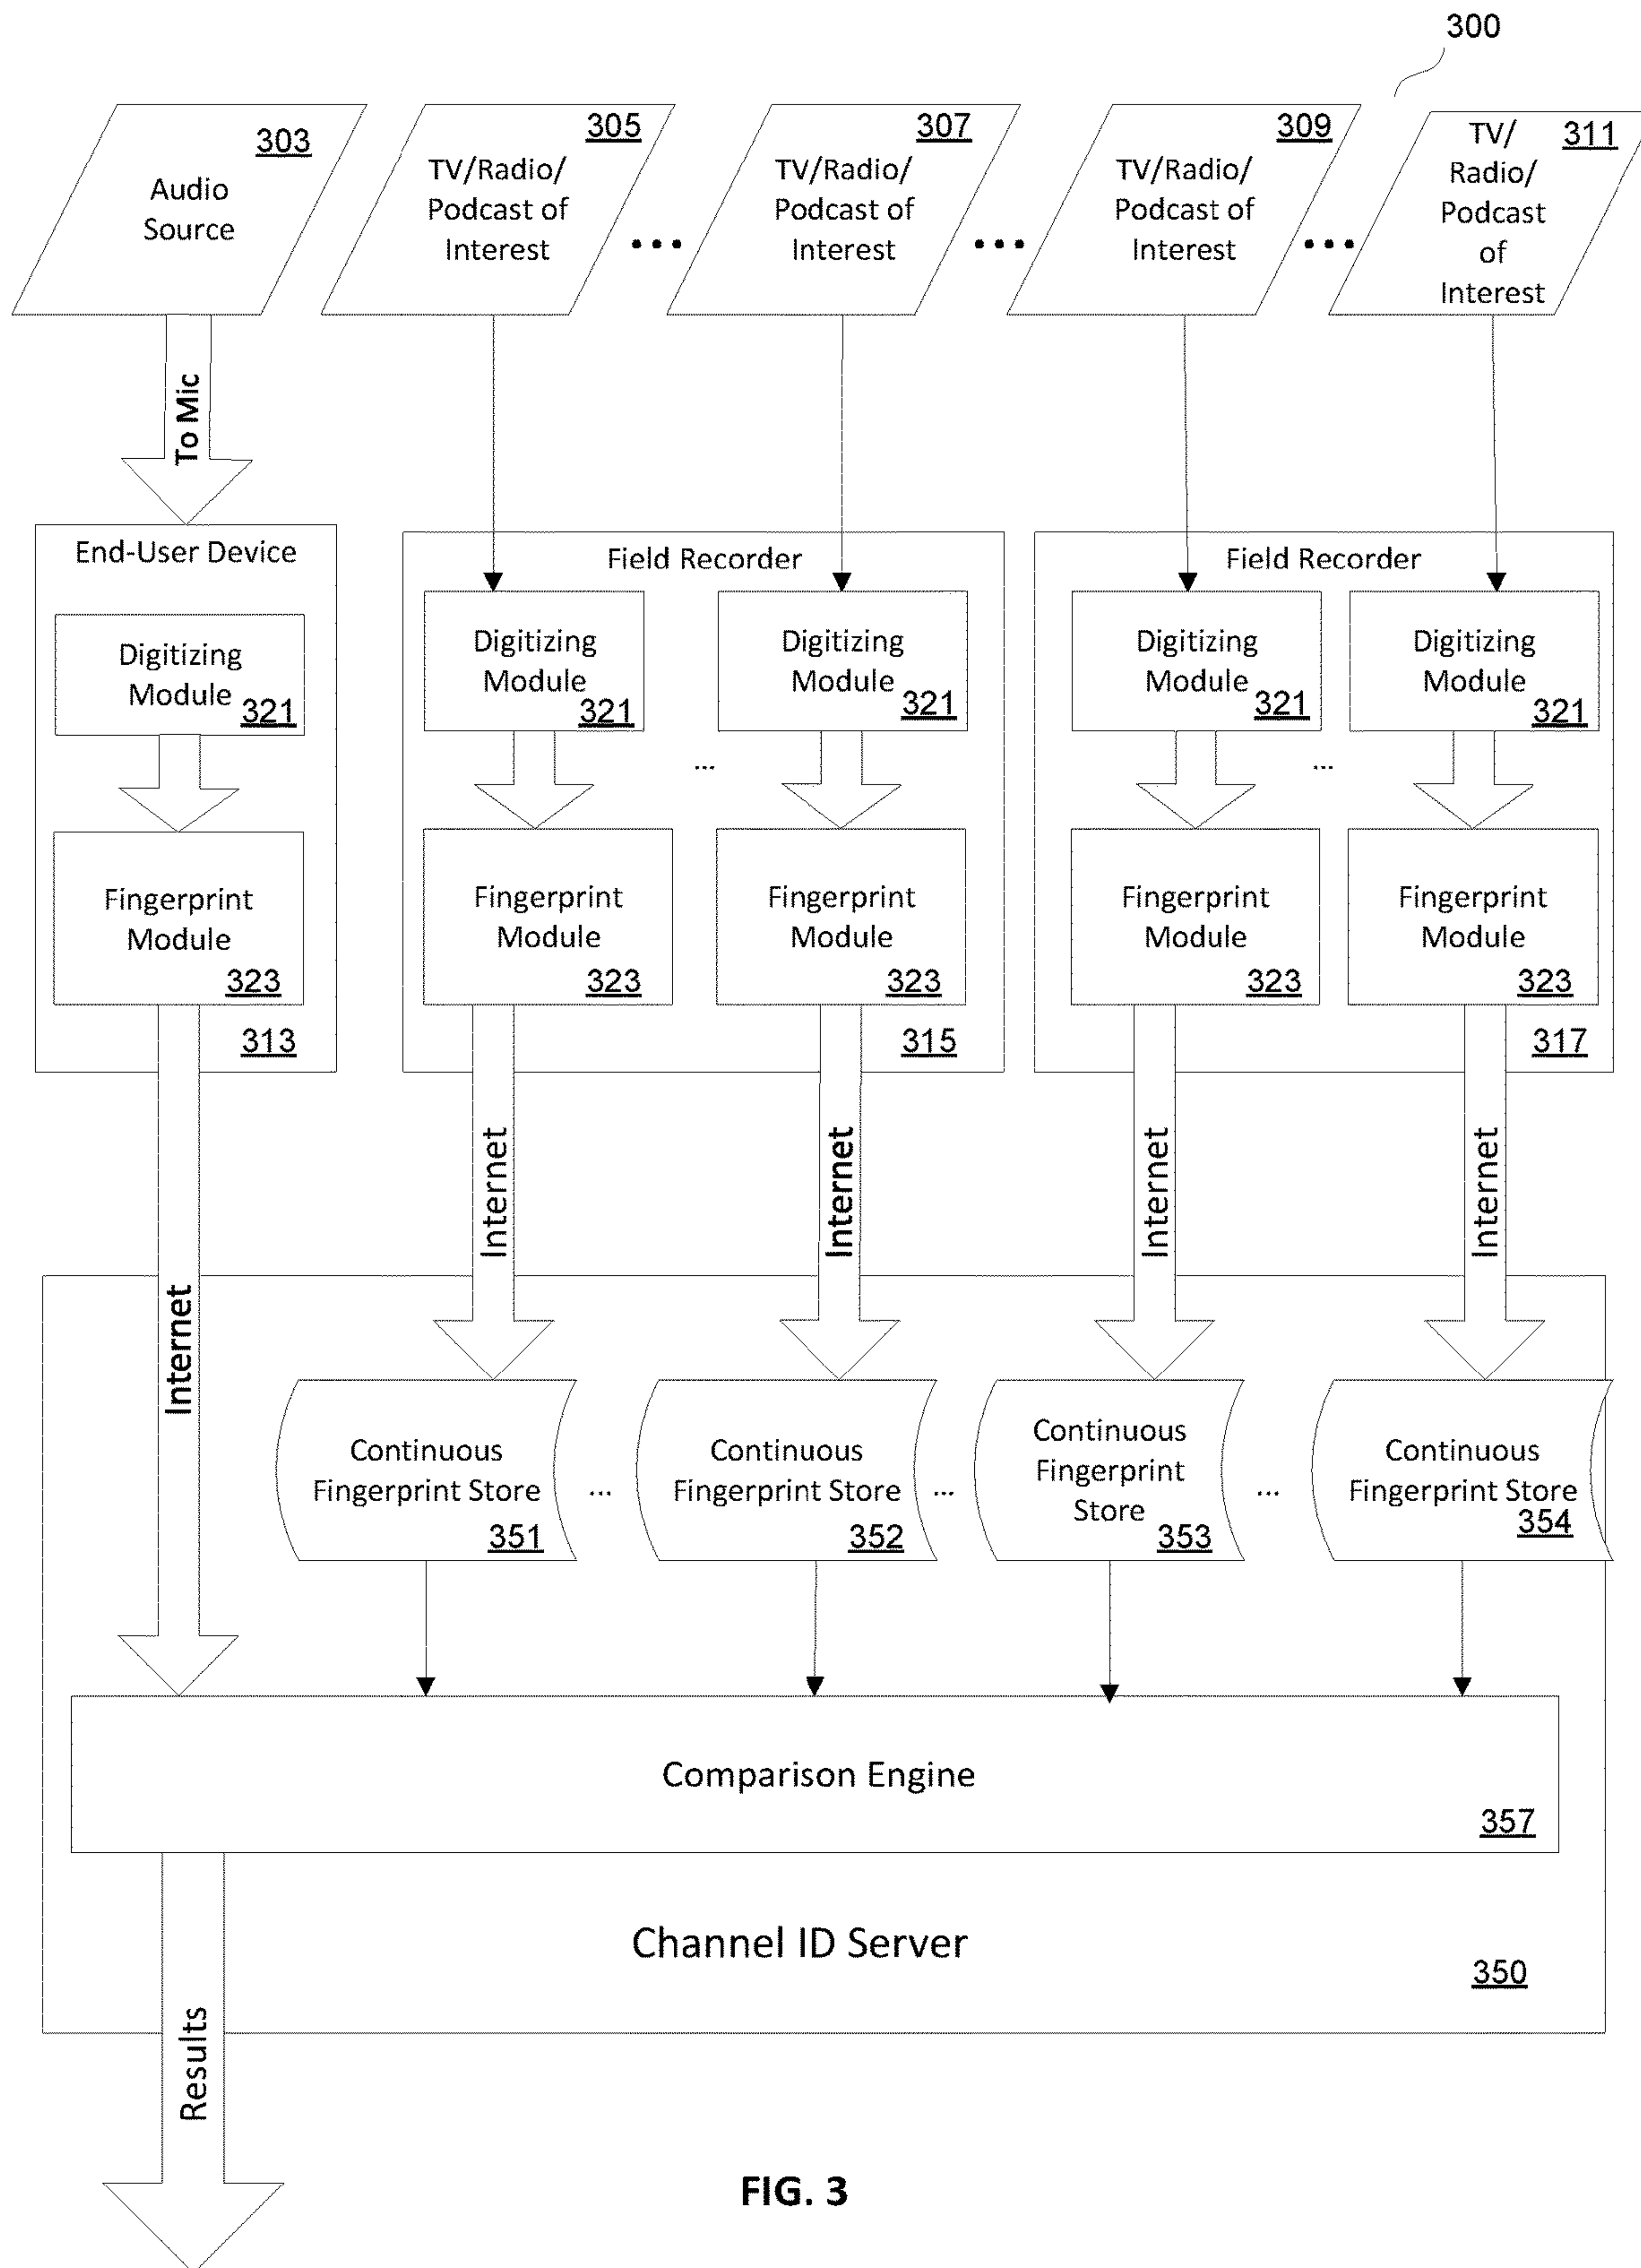 300
303
Audio
Source
305
TV/Radio/
Podcast of
Interest
...
307
TV/Radio/
Podcast of
Interest
...
309
TV/Radio/
Podcast of
Interest
...
311
TV/
Radio/
Podcast
of
Interest
To Mic
End-User Device
Digitizing
Module
321
Fingerprint
Module
323
313
Field Recorder
Digitizing
Module
321
Digitizing
Module
321
...
Fingerprint
Module
323
Fingerprint
Module
323
315
Field Recorder
Digitizing
Module
321
Digitizing
Module
321
...
Fingerprint
Module
323
Fingerprint
Module
323
317
Internet
Internet
Internet
Internet
Internet
Continuous
Fingerprint Store
351
...
Continuous
Fingerprint Store
352
...
Continuous
Fingerprint
Store
353
...
Continuous
Fingerprint Store
354
Comparison Engine
357
Channel ID Server
350
Results
FIG. 3